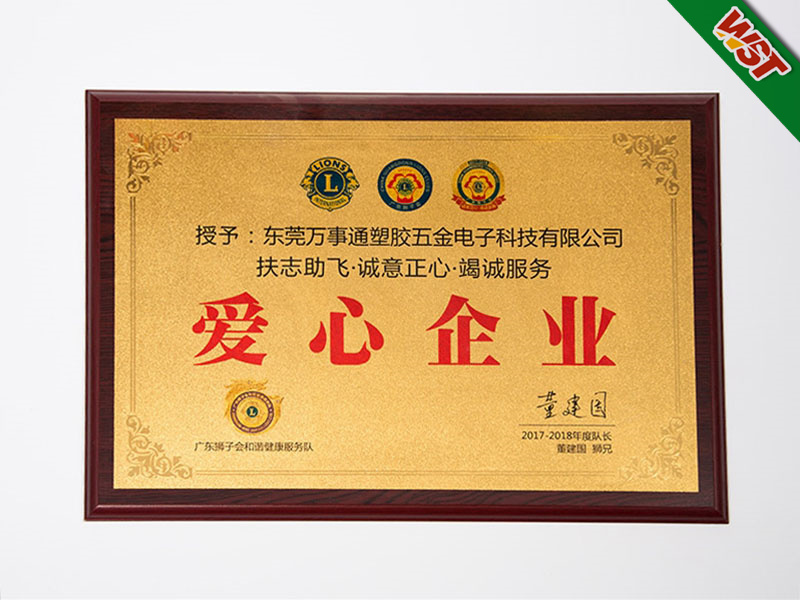 WST
LIONS
L
INTERNATIONAL
授予：东莞万事通塑胶五金电子科技有限公司
扶志助飞·诚意正心·竭诚服务
爱心企业
L
广东狮子会和谐健康服务队
董建国
2017-2018年度队长
董建国 狮兄